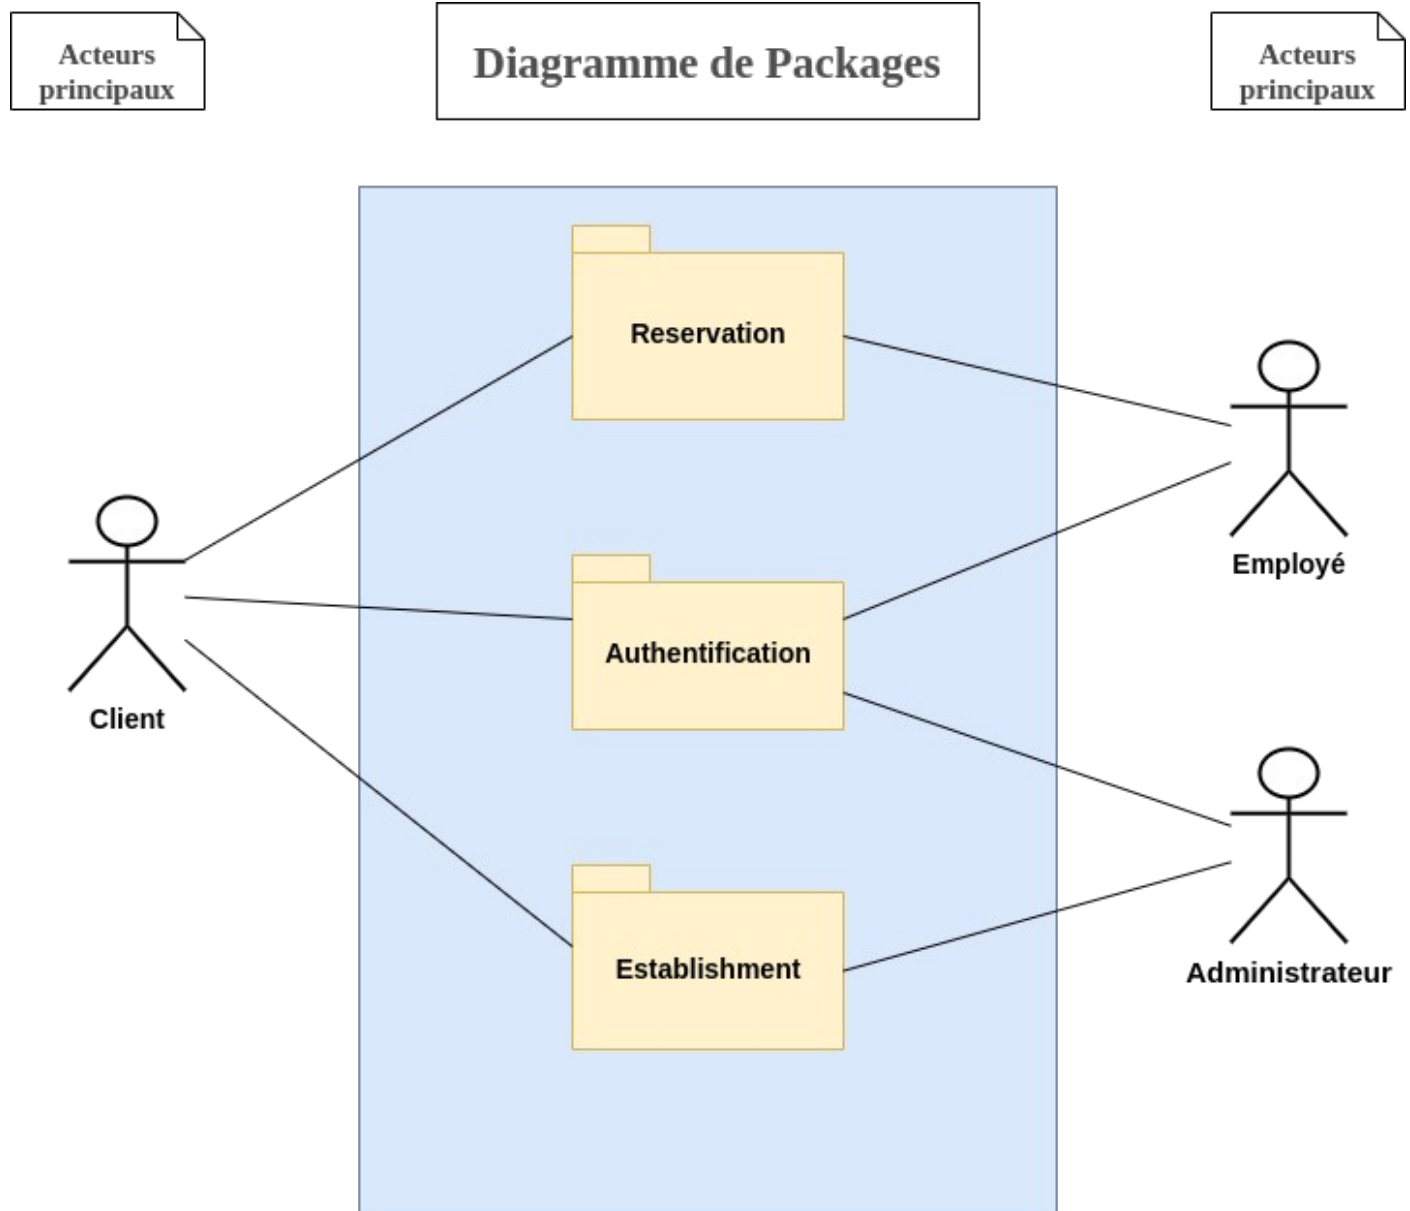 Acteurs
principaux
Diagramme de Packages
Acteurs
principaux
Reservation
Employé
Authentification
Client
Establishment
Administrateur